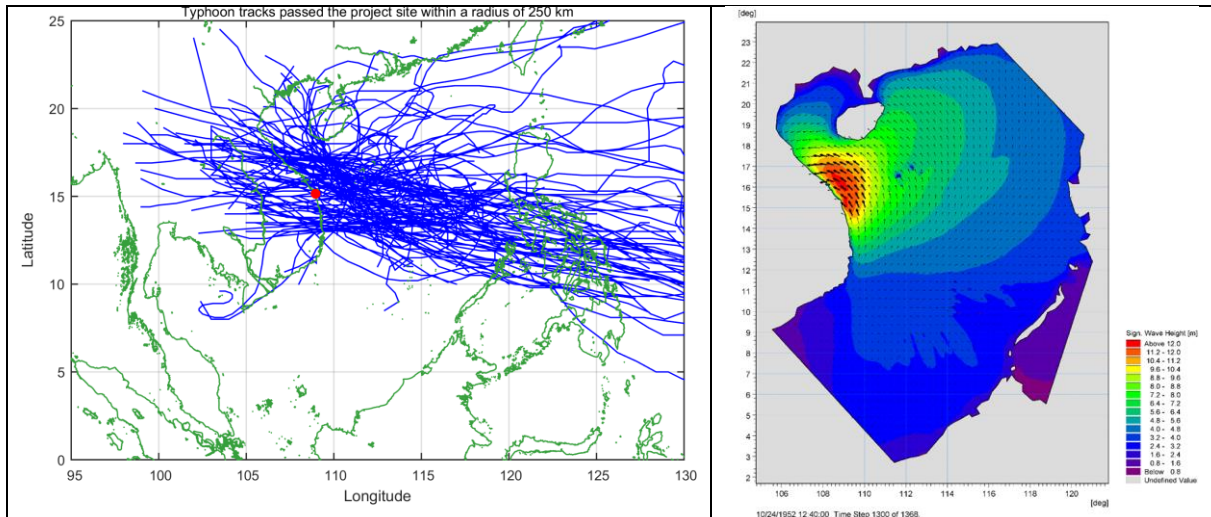 Typhoon tracks passed the project site within a radius of 250 km
25
20
15
10
5
0
Latitude
95 100 105 110 115 120 125 130
Longitude
[deg]
23
22
21
20
19
18
17
16
15
14
13
12
11
10
9
8
7
6
5
4
3
2
106 108 110 112 114 116 118 120
[deg]
Sign. Wave Height [m]
Above 12.0
11.2 - 12.0
10.4 - 11.2
9.6 - 10.4
8.8 - 9.6
8.0 - 8.8
7.2 - 8.0
6.4 - 7.2
5.6 - 6.4
4.8 - 5.6
4.0 - 4.8
3.2 - 4.0
2.4 - 3.2
1.6 - 2.4
0.8 - 1.6
Below 0.8
Undefined Value
10/24/1952 12:40:00 Time Step 1300 of 1368.